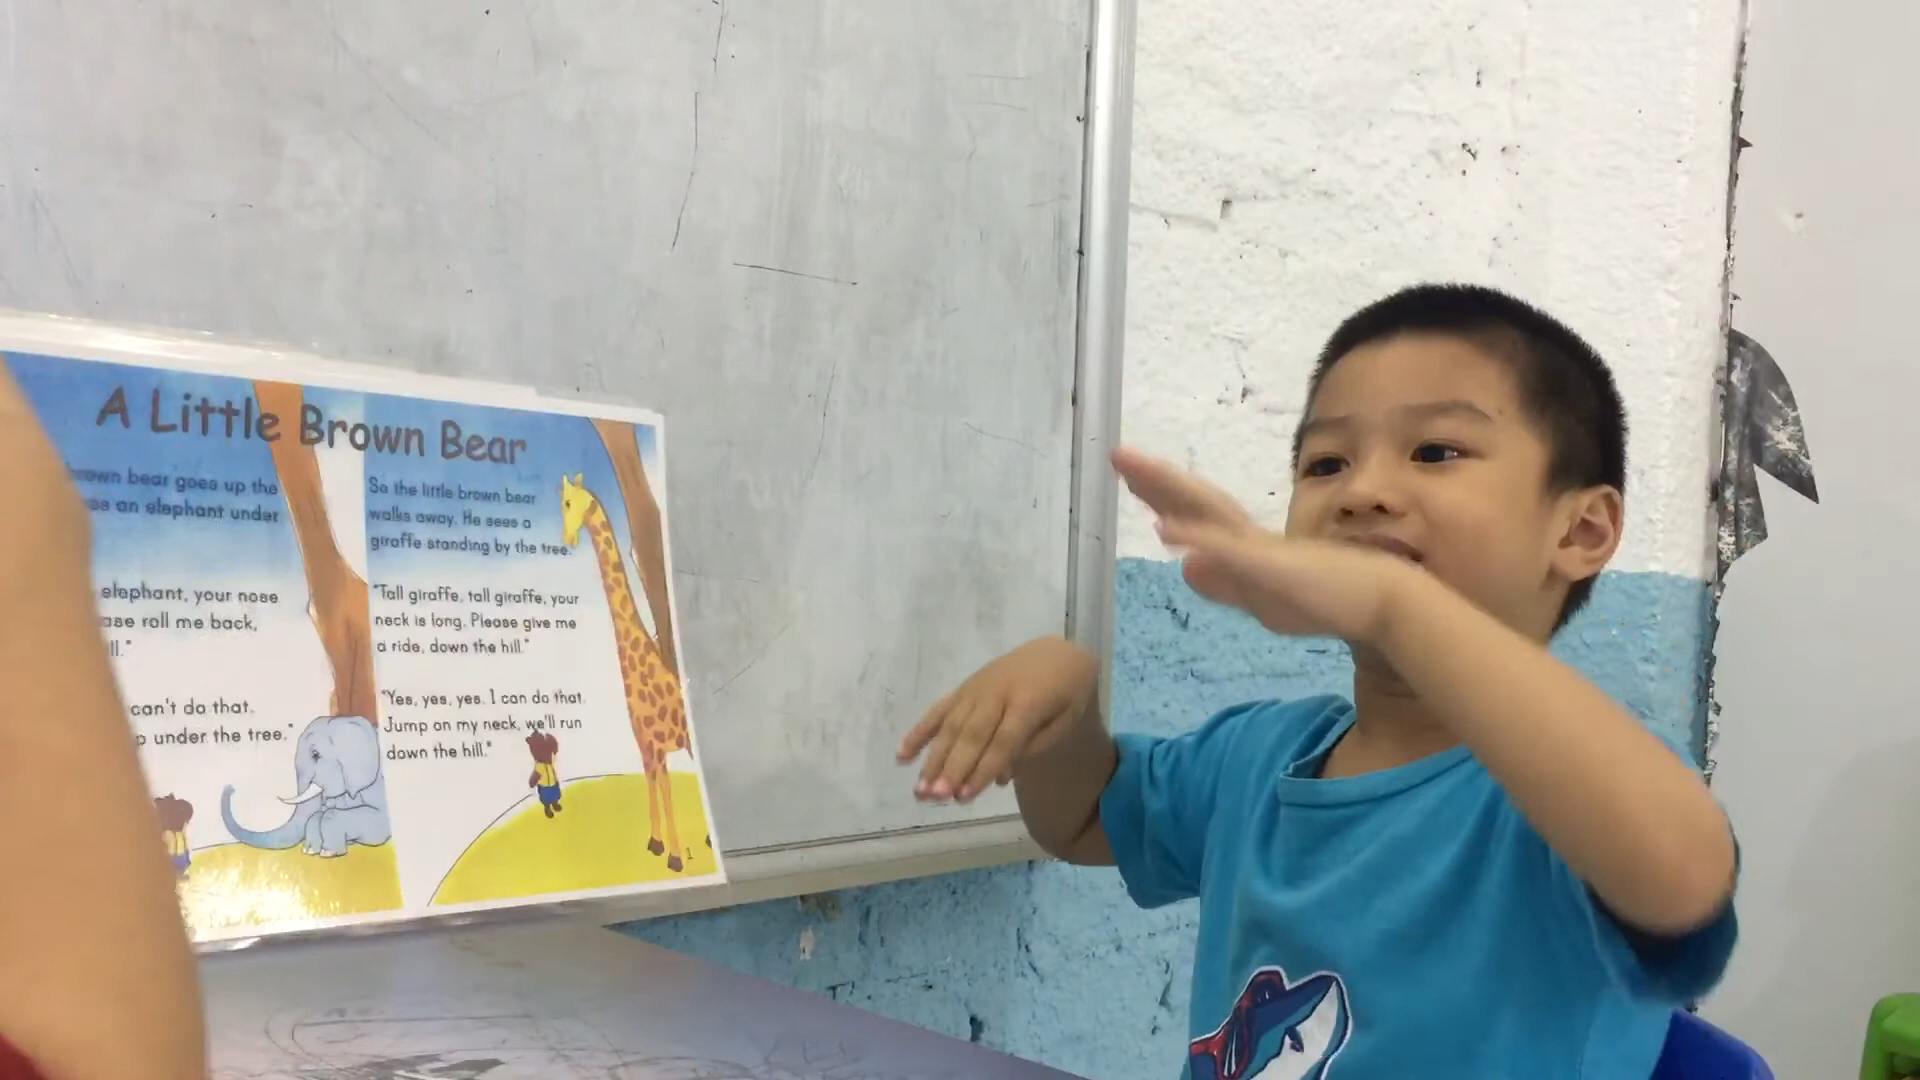 A Little Brown Bear
brown bear goes up the
an elephant under
elephant, your nose
roll me back,
can't do that.
under the tree."
So the little brown bear
walks away. He sees a
giraffe standing by the tree.
"Tall giraffe, tall giraffe, your
neck is long. Please give me
a ride, down the hill."
"Yes, yes, yes. I can do that.
Jump on my neck, we'll run
down the hill."
1